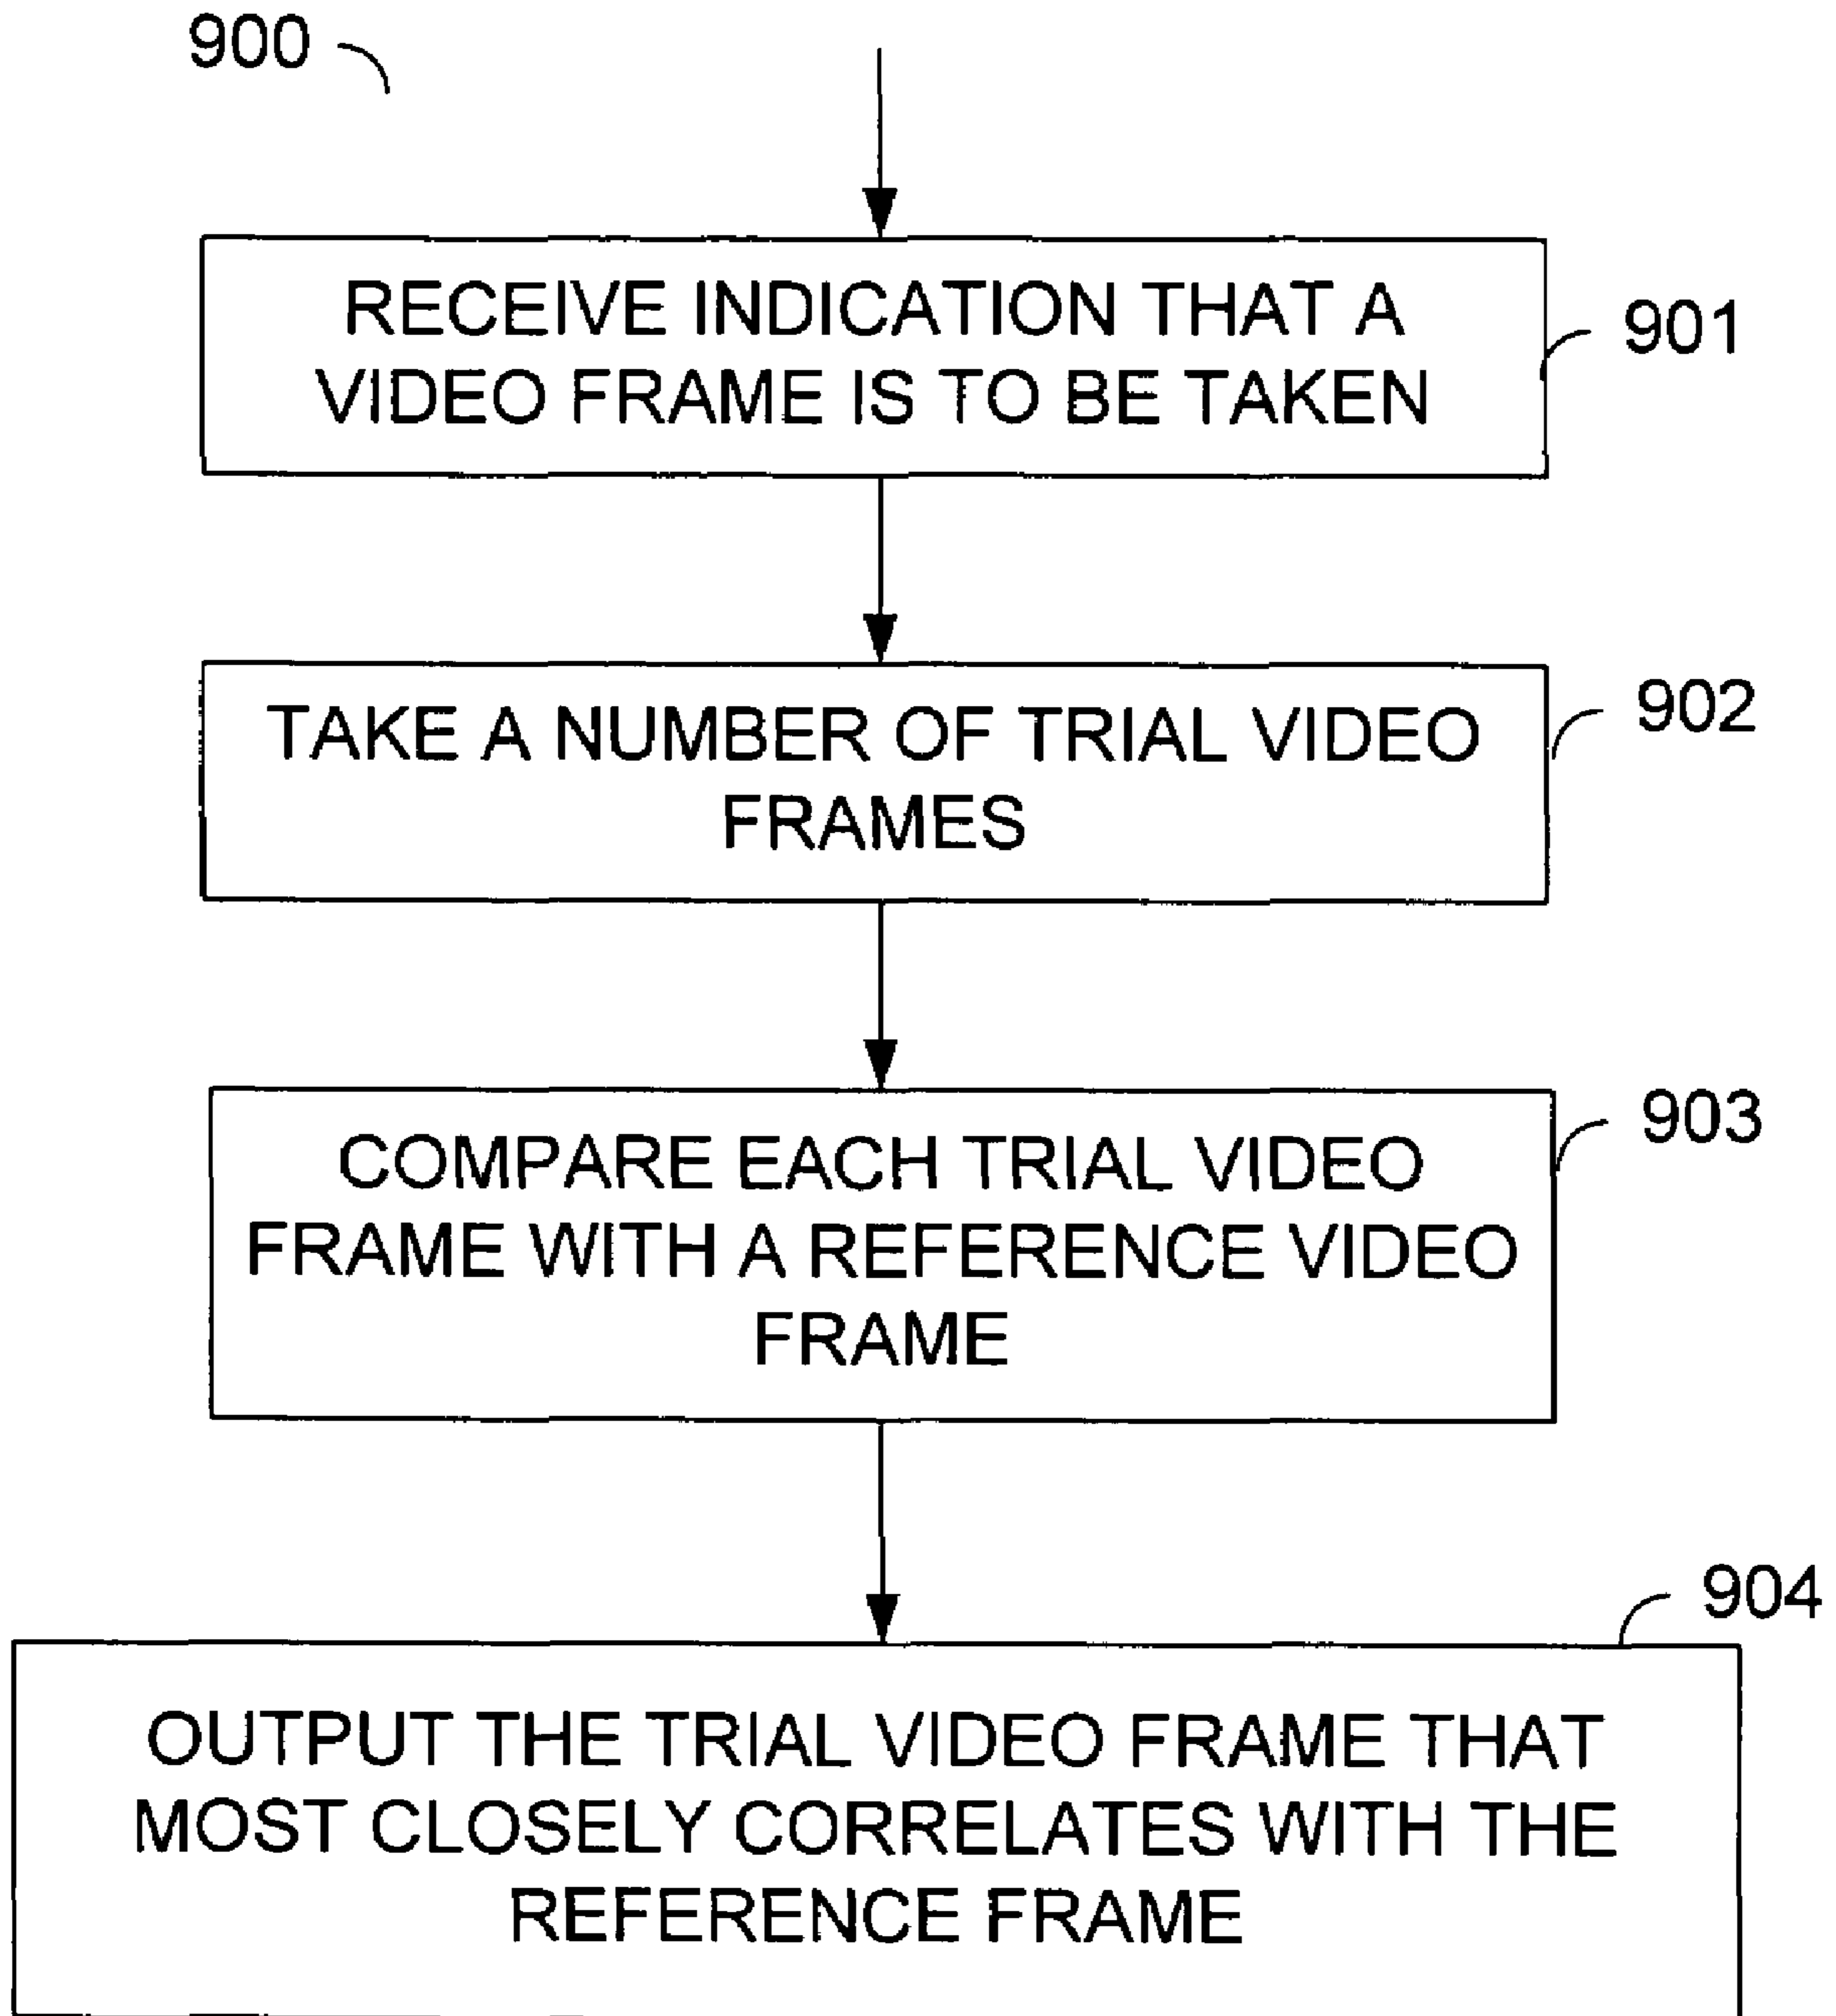 900
RECEIVE INDICATION THAT A
VIDEO FRAME IS TO BE TAKEN
901
TAKE A NUMBER OF TRIAL VIDEO
FRAMES
902
COMPARE EACH TRIAL VIDEO
FRAME WITH A REFERENCE VIDEO
FRAME
903
OUTPUT THE TRIAL VIDEO FRAME THAT
MOST CLOSELY CORRELATES WITH THE
REFERENCE FRAME
904